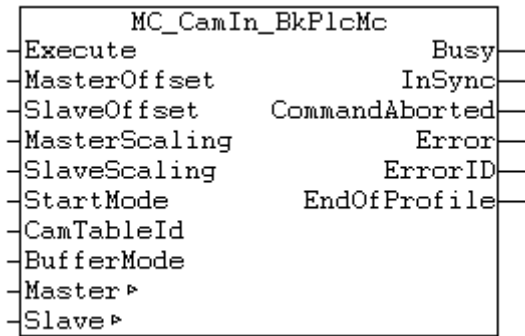 MC_CamIn_BkPlcMc
Execute Busy
MasterOffset InSync
SlaveOffset CommandAborted
MasterScaling Error
SlaveScaling ErrorID
StartMode EndOfProfile
CamTableId
BufferMode
Master
Slave